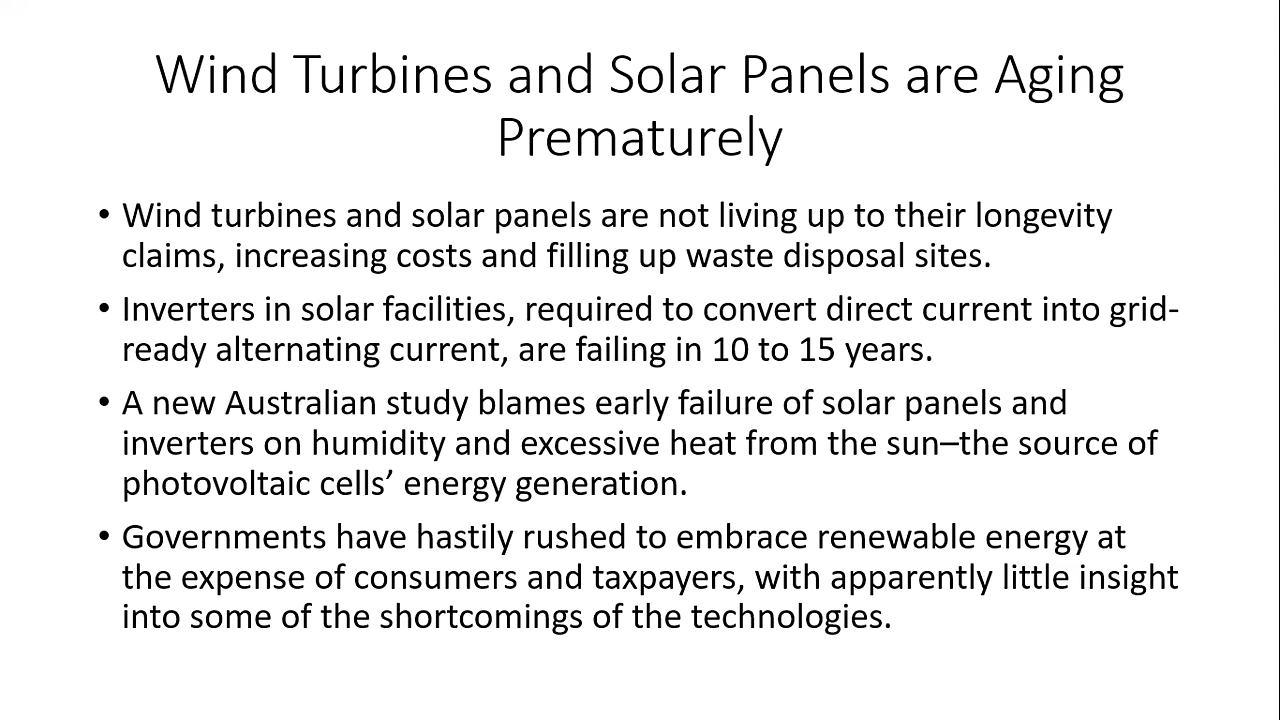 Wind Turbines and Solar Panels are Aging
Prematurely
• Wind turbines and solar panels are not living up to their longevity
claims, increasing costs and filling up waste disposal sites.
• Inverters in solar facilities, required to convert direct current into grid-
ready alternating current, are failing in 10 to 15 years.
• A new Australian study blames early failure of solar panels and
inverters on humidity and excessive heat from the sun–the source of
photovoltaic cells’ energy generation.
• Governments have hastily rushed to embrace renewable energy at
the expense of consumers and taxpayers, with apparently little insight
into some of the shortcomings of the technologies.